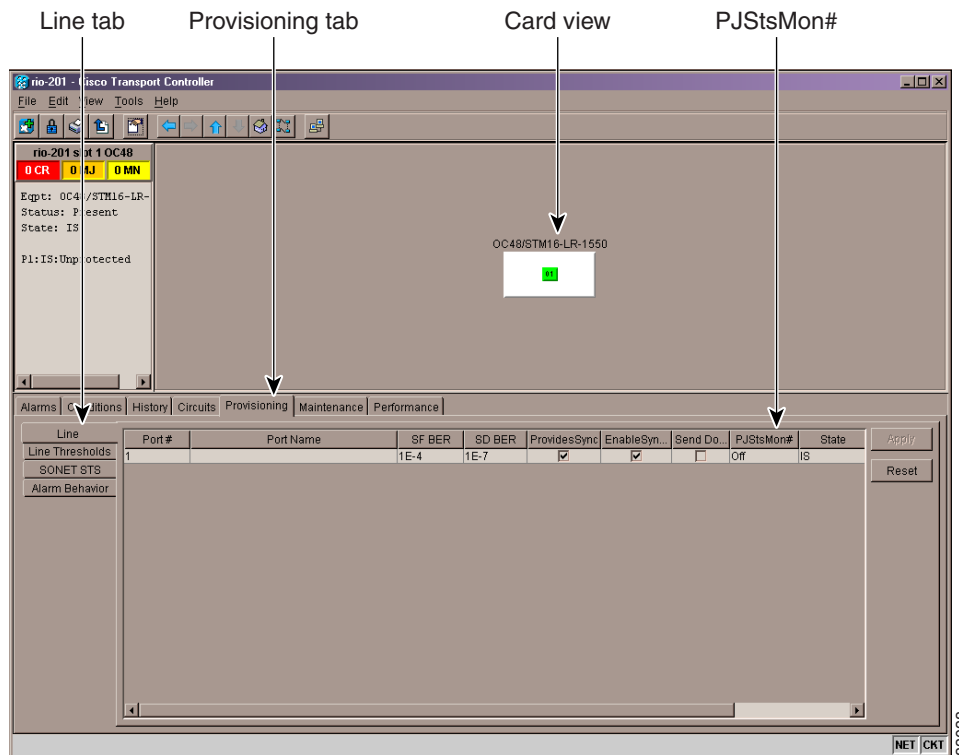 Line tab Provisioning tab Card view PJStsMon#
rio-201 - Cisco Transport Controller
File Edit View Tools Help
rio-201 slot 1 OC48
0 CR 0 MJ 0 MN
Eqpt: OC48/STM16-LR-
Status: Present
State: IS
P1:IS:Unprotected
OC48/STM16-LR-1550
01
Alarms Conditions History Circuits Provisioning Maintenance Performance
Line
Line Thresholds
SONET STS
Alarm Behavior
Port # Port Name SF BER SD BER ProvidesSync EnableSyn... Send Do... PJStsMon# State
1 1E-4 1E-7 Off IS
Apply
Reset
NET CKT